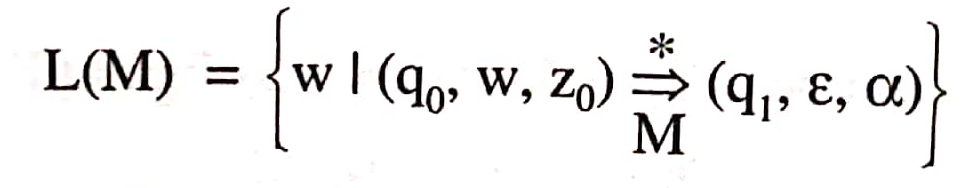 L(M) = {w | (q₀, w, z₀) ⇒*M (q₁, ε, α)}